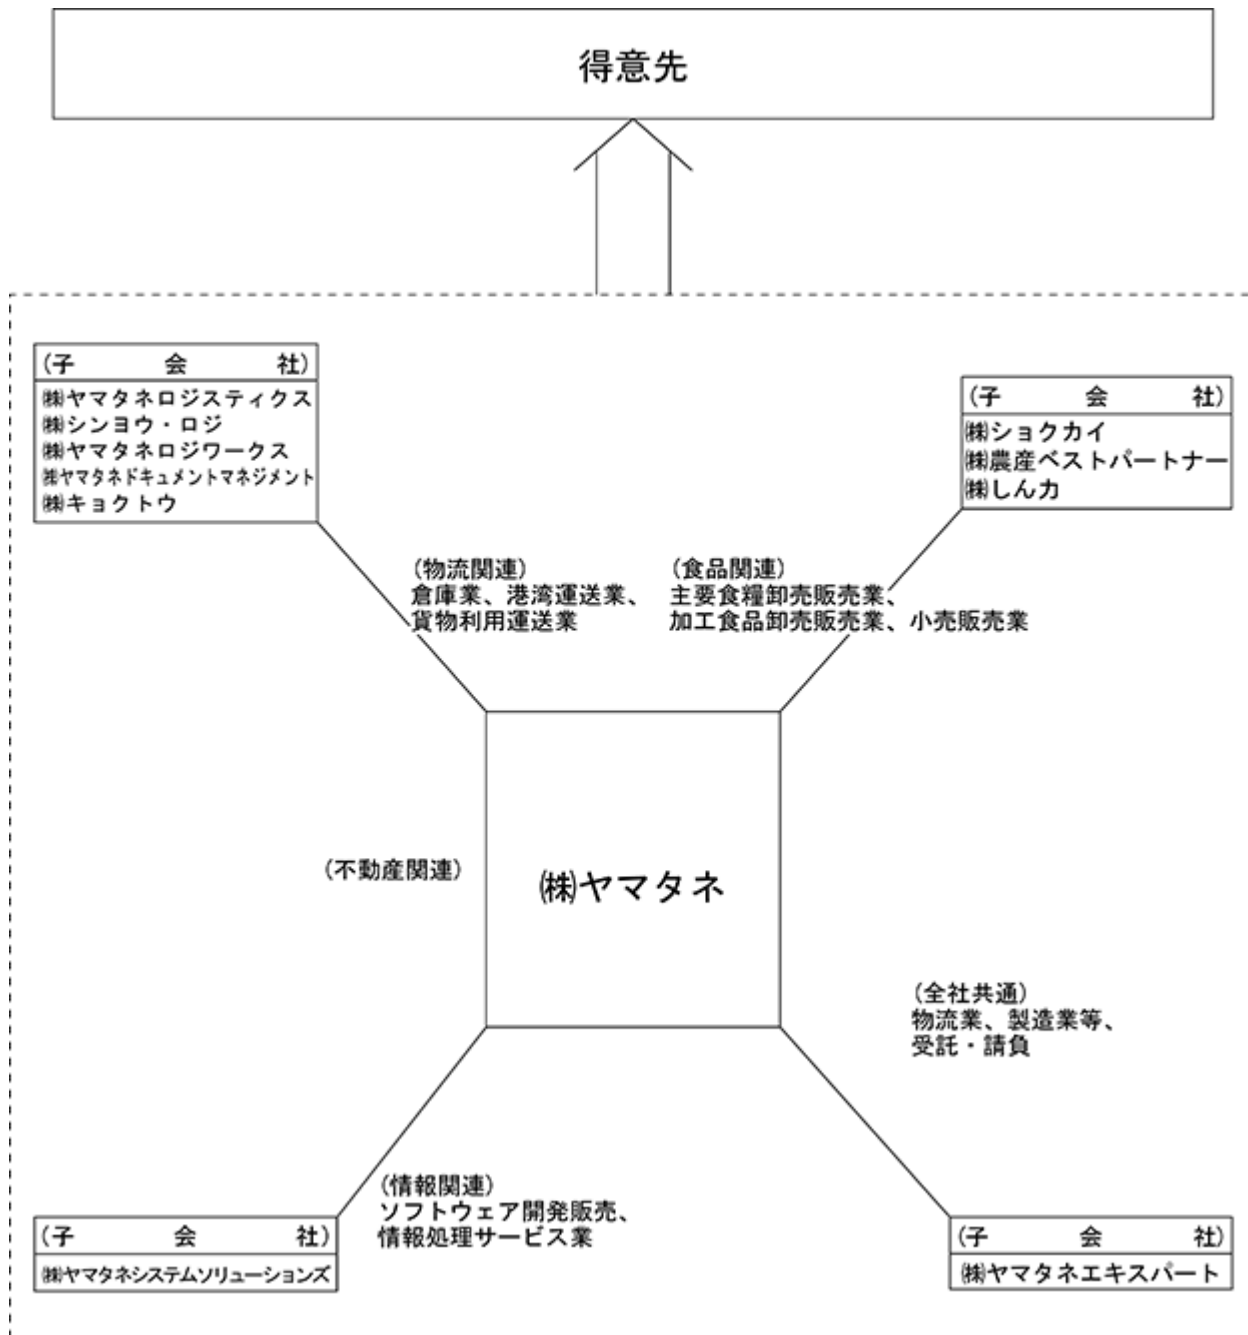 得意先
(子会社)
㈱ヤマタネロジスティクス
㈱シンヨウ・ロジ
㈱ヤマタネロジワークス
㈱ヤマタネドキュメントマネジメント
㈱キョクトウ
(子会社)
㈱ショクカイ
㈱農産ベストパートナー
㈱しん力
(物流関連)
倉庫業、港湾運送業、
貨物利用運送業
(食品関連)
主要食糧卸売販売業、
加工食品卸売販売業、小売販売業
(不動産関連)
㈱ヤマタネ
(全社共通)
物流業、製造業等、
受託・請負
(情報関連)
ソフトウェア開発販売、
情報処理サービス業
(子会社)
㈱ヤマタネシステムソリューションズ
(子会社)
㈱ヤマタネエキスパート